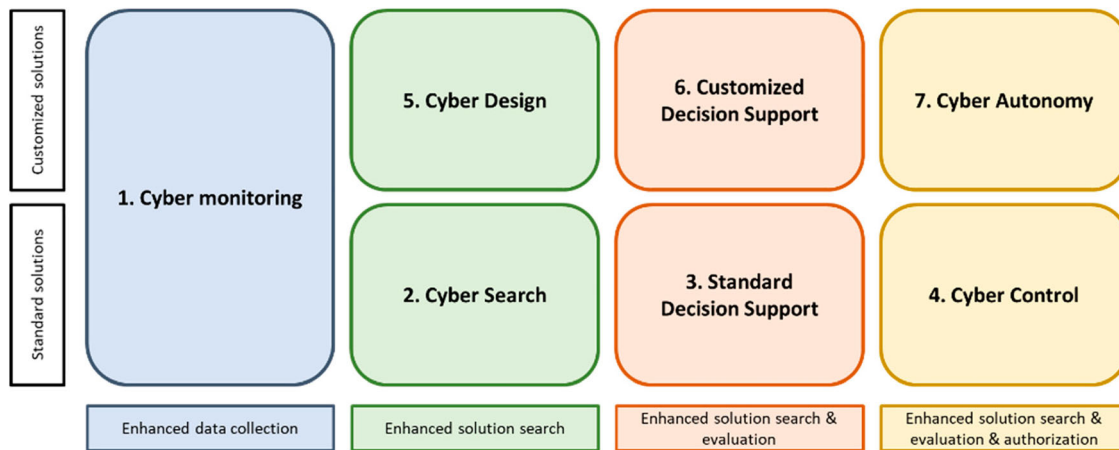 Customized solutions
5. Cyber Design
6. Customized
Decision Support
7. Cyber Autonomy
1. Cyber monitoring
Standard solutions
2. Cyber Search
3. Standard
Decision Support
4. Cyber Control
Enhanced data collection
Enhanced solution search
Enhanced solution search &
evaluation
Enhanced solution search &
evaluation & authorization